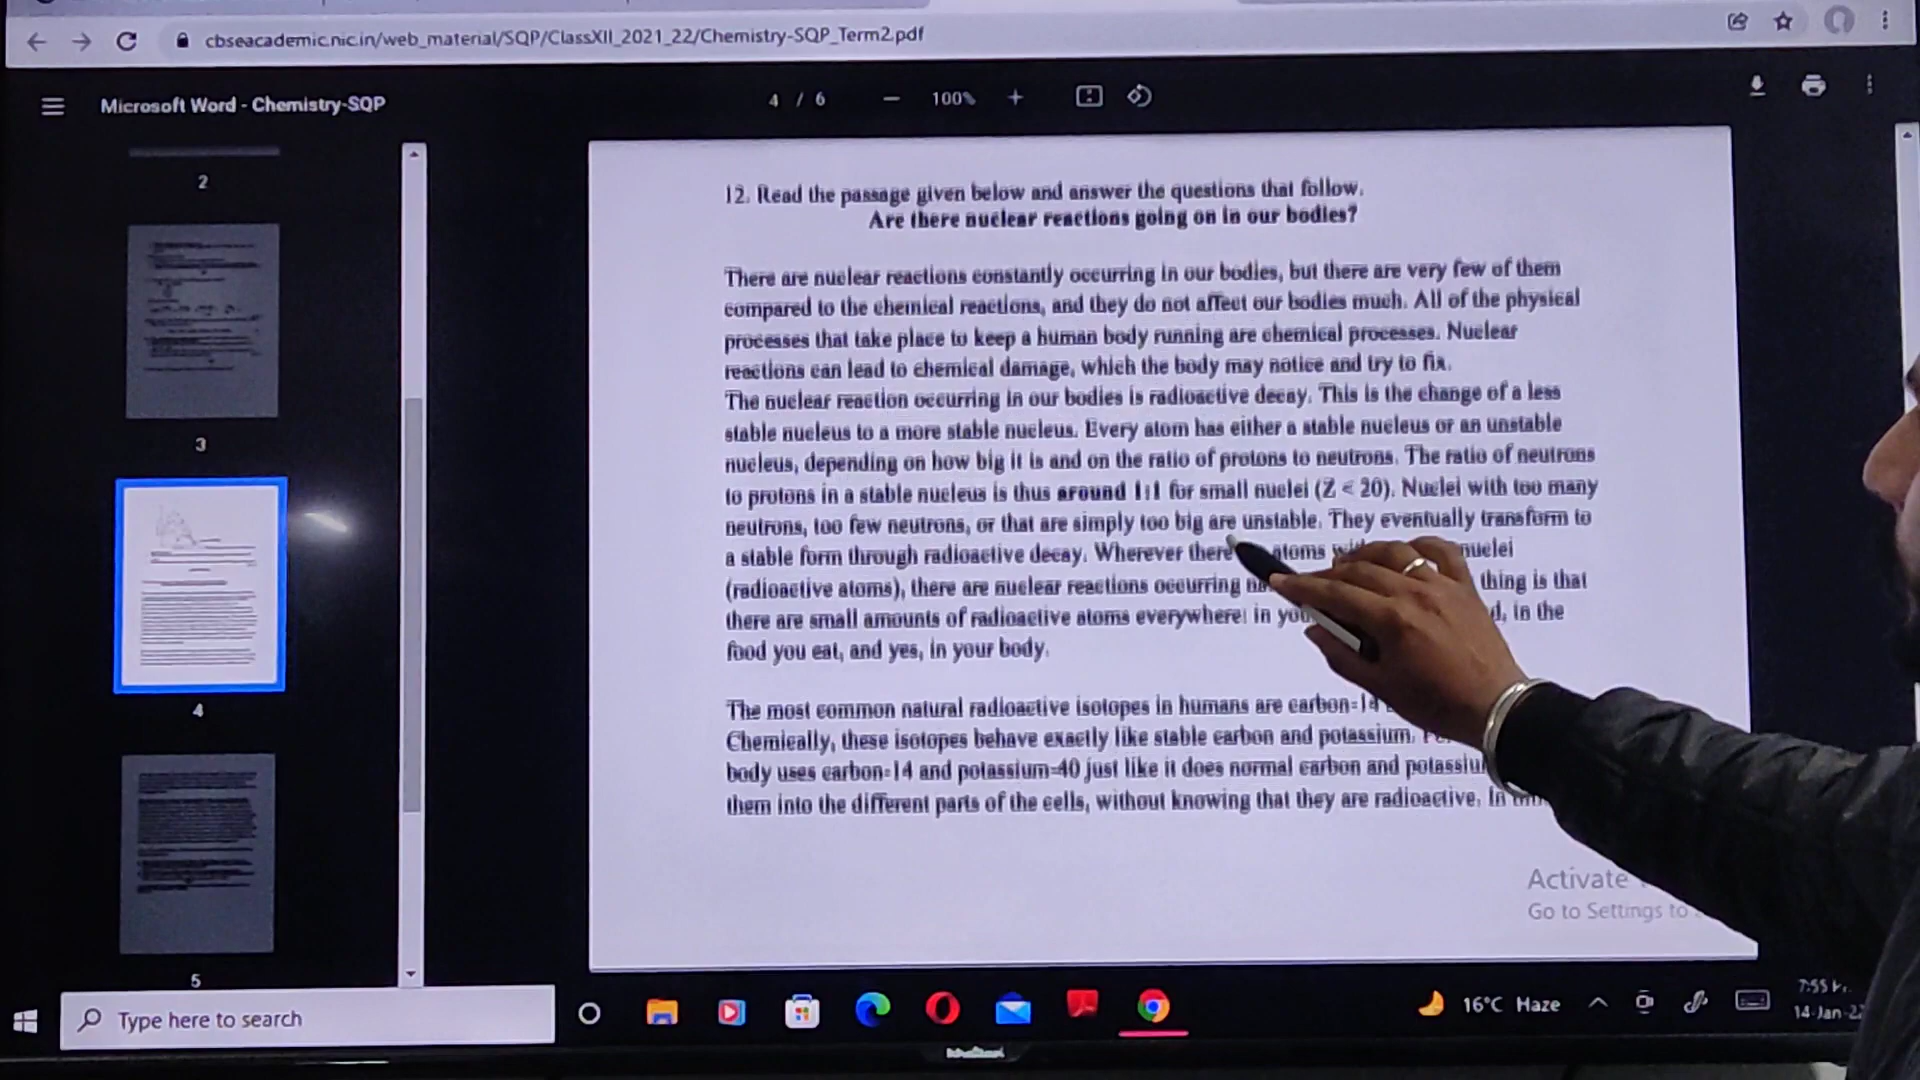 cbseacademic.nic.in/web_material/SQP/ClassXII_2021_22/Chemistry-SQP_Term2.pdf
Microsoft Word - Chemistry-SQP
4 / 6
100%
2
3
4
5
12. Read the passage given below and answer the questions that follow.
Are there nuclear reactions going on in our bodies?
There are nuclear reactions constantly occurring in our bodies, but there are very few of them
compared to the chemical reactions, and they do not affect our bodies much. All of the physical
processes that take place to keep a human body running are chemical processes. Nuclear
reactions can lead to chemical damage, which the body may notice and try to fix.
The nuclear reaction occurring in our bodies is radioactive decay. This is the change of a less
stable nucleus to a more stable nucleus. Every atom has either a stable nucleus or an unstable
nucleus, depending on how big it is and on the ratio of protons to neutrons. The ratio of neutrons
to protons in a stable nucleus is thus around 1:1 for small nuclei (Z < 20). Nuclei with too many
neutrons, too few neutrons, or that are simply too big are unstable. They eventually transform to
a stable form through radioactive decay. Wherever there atoms nuclei
(radioactive atoms), there are nuclear reactions occurring thing is that
there are small amounts of radioactive atoms everywhere: in in the
food you eat, and yes, in your body.
The most common natural radioactive isotopes in humans are carbon-14
Chemically, these isotopes behave exactly like stable carbon and potassium.
body uses carbon-14 and potassium-40 just like it does normal carbon and
them into the different parts of the cells, without knowing that they are radioactive. In
Activate
Go to Settings to
Type here to search
16°C Haze
7:55
14-Jan-22